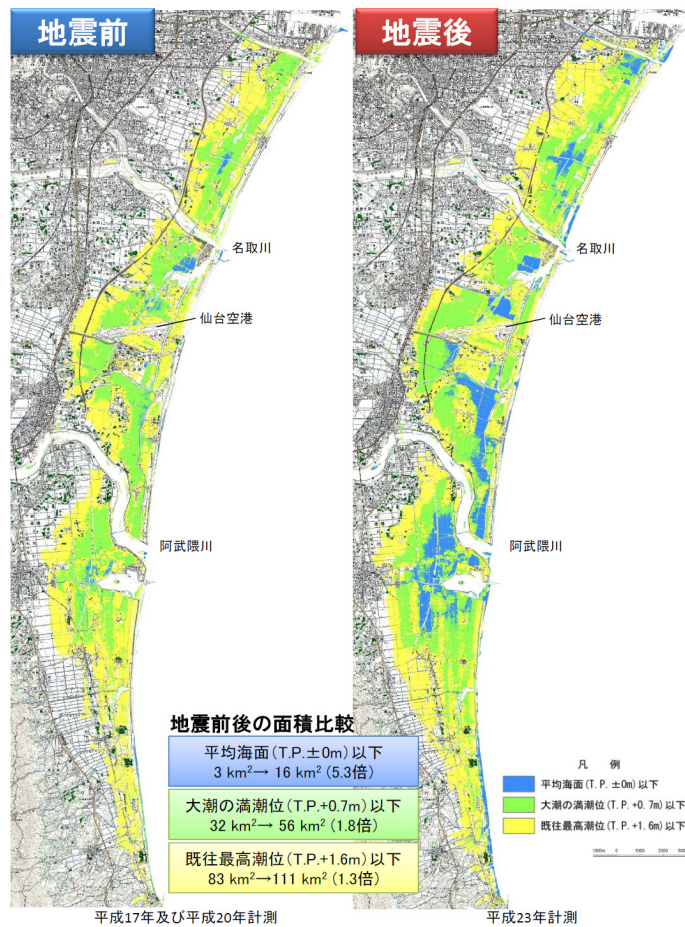 地震前
地震後
名取川
仙台空港
阿武隈川
名取川
仙台空港
阿武隈川
地震前後の面積比較
平均海面(T.P.±0m)以下
3 km²→ 16 km² (5.3倍)
大潮の満潮位(T.P.+0.7m)以下
32 km²→ 56 km² (1.8倍)
既往最高潮位(T.P.+1.6m)以下
83 km²→111 km² (1.3倍)
凡 例
平均海面(T.P. ±0m)以下
大潮の満潮位(T.P.+0.7m)以下
既往最高潮位(T.P.+1.6m)以下
平成17年及び平成20年計測
平成23年計測